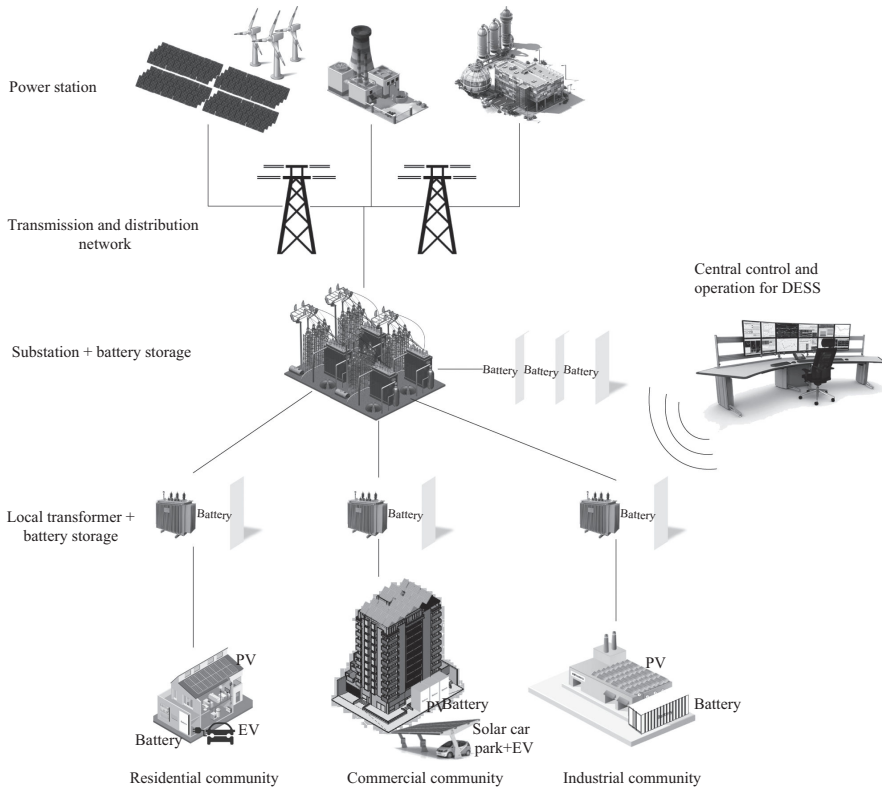 Power station
Transmission and distribution
network
Central control and
operation for DESS
Substation + battery storage
Battery Battery Battery
Local transformer +
battery storage
Battery
Battery
Battery
PV
Battery
EV
PV
Battery
Solar car
park+EV
PV
Battery
Residential community
Commercial community
Industrial community